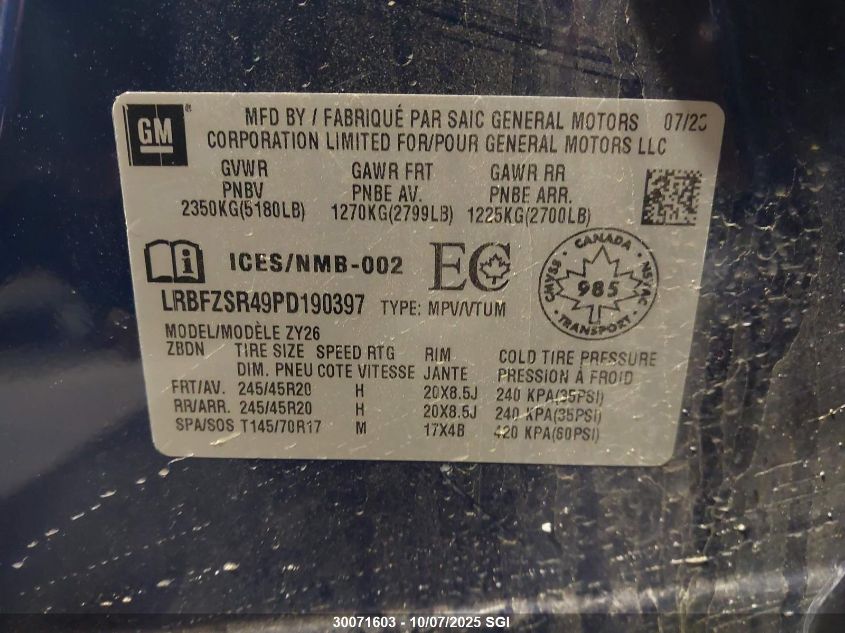 GM ® MFD BY / FABRIQUÉ PAR SAIC GENERAL MOTORS 07/23
CORPORATION LIMITED FOR/POUR GENERAL MOTORS LLC
GVWR GAWR FRT GAWR RR
PNBV PNBE AV. PNBE ARR.
2350KG(5180LB) 1270KG(2799LB) 1225KG(2700LB)
i ICES/NMB-002 EC
CANADA
CMVSS 985 NSVAC
TRANSPORT
LRBFZSR49PD190397 TYPE: MPV/VTUM
MODEL/MODÈLE ZY26
ZBDN TIRE SIZE SPEED RTG RIM COLD TIRE PRESSURE
DIM. PNEU COTE VITESSE JANTE PRESSION À FROID
FRT/AV. 245/45R20 H 20X8.5J 240 KPA(35PSI)
RR/ARR. 245/45R20 H 20X8.5J 240 KPA(35PSI)
SPA/SOS T145/70R17 M 17X4B 420 KPA(60PSI)
30071603 - 10/07/2025 SGI